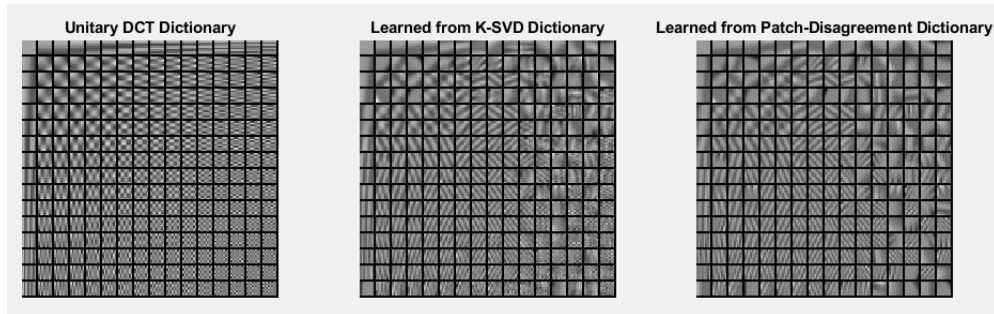 Unitary DCT Dictionary
Learned from K-SVD Dictionary
Learned from Patch-Disagreement Dictionary